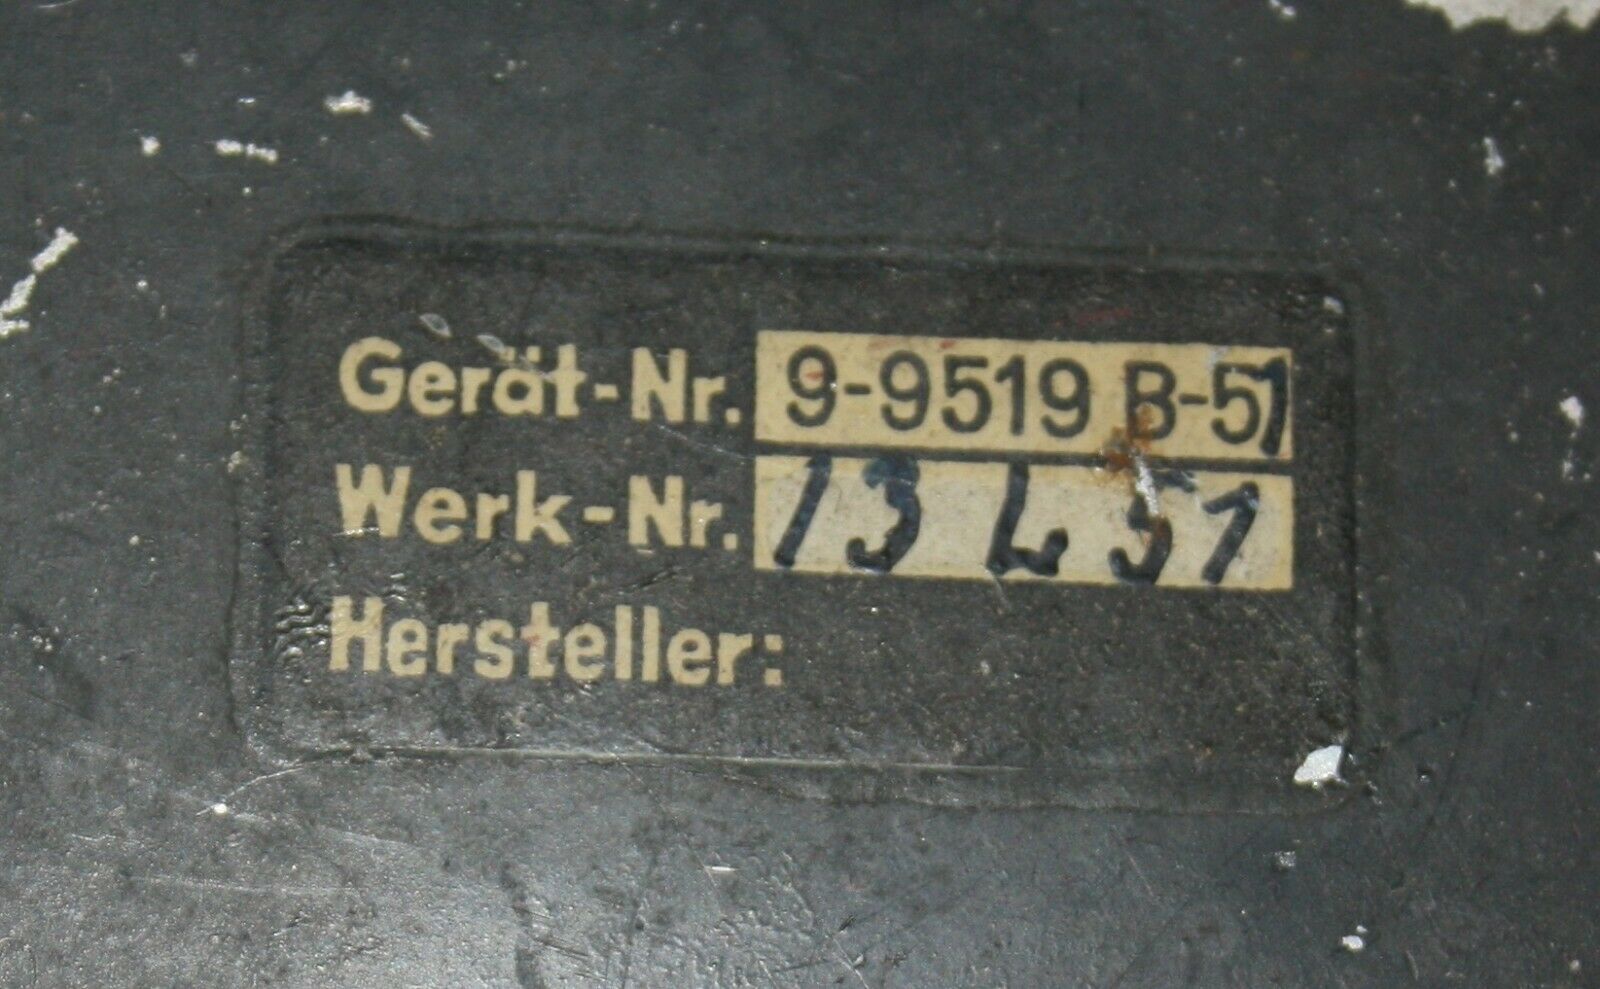 Gerät-Nr. 9-9519 B-51
Werk-Nr. 13 L 51
Hersteller: